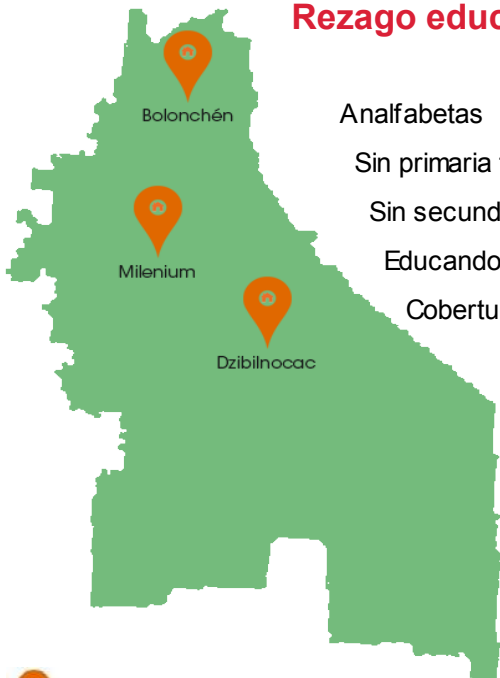 Rezago educ
Bolonchén
Analfabetas
Sin primaria
Sin secund
Milenium
Educando
Cobertu
Dzibilnocac